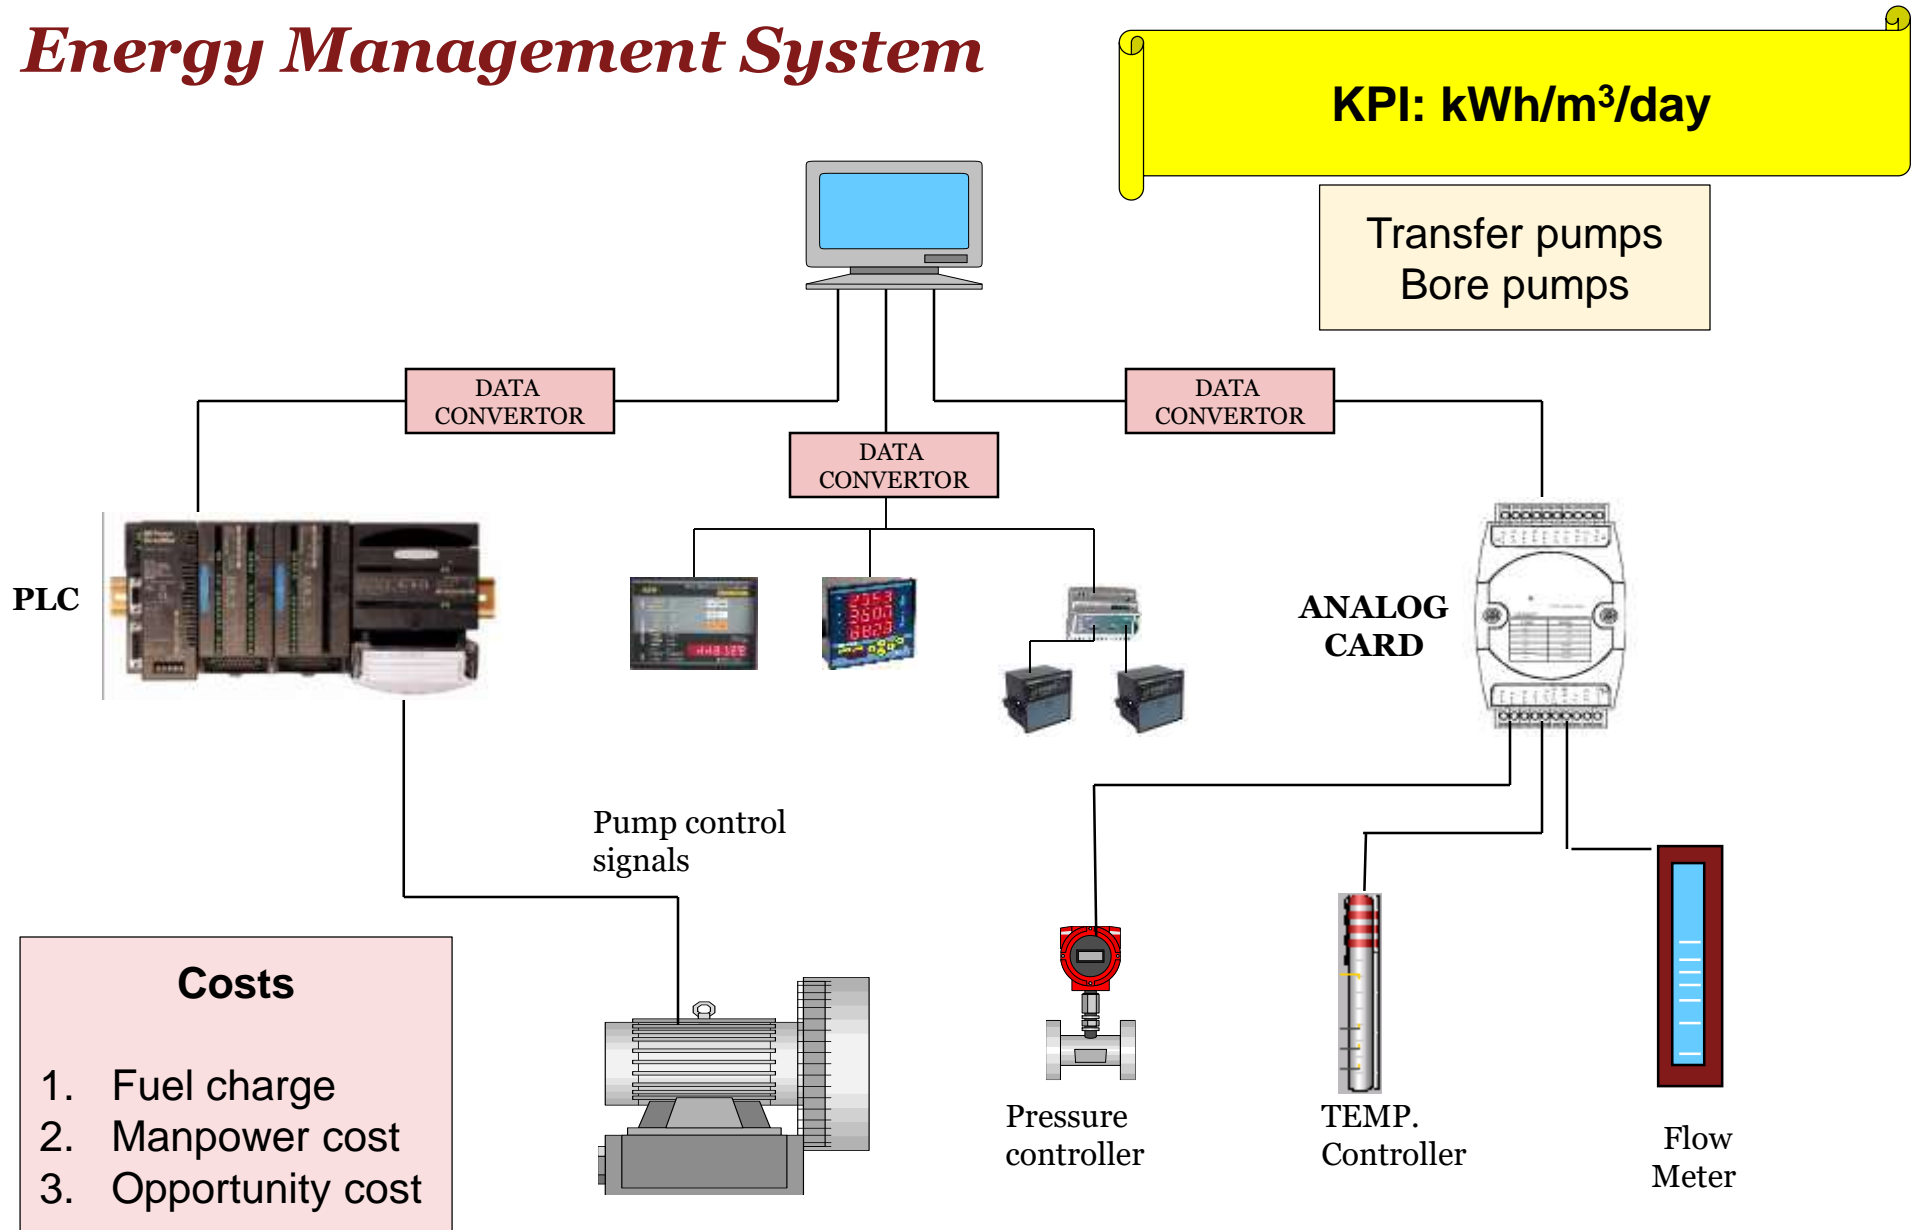 Energy Management System
KPI: kWh/m³/day
Transfer pumps
Bore pumps
DATA
CONVERTOR
DATA
CONVERTOR
DATA
CONVERTOR
PLC
ANALOG
CARD
Pump control
signals
Costs
1. Fuel charge
2. Manpower cost
3. Opportunity cost
Pressure
controller
TEMP.
Controller
Flow
Meter